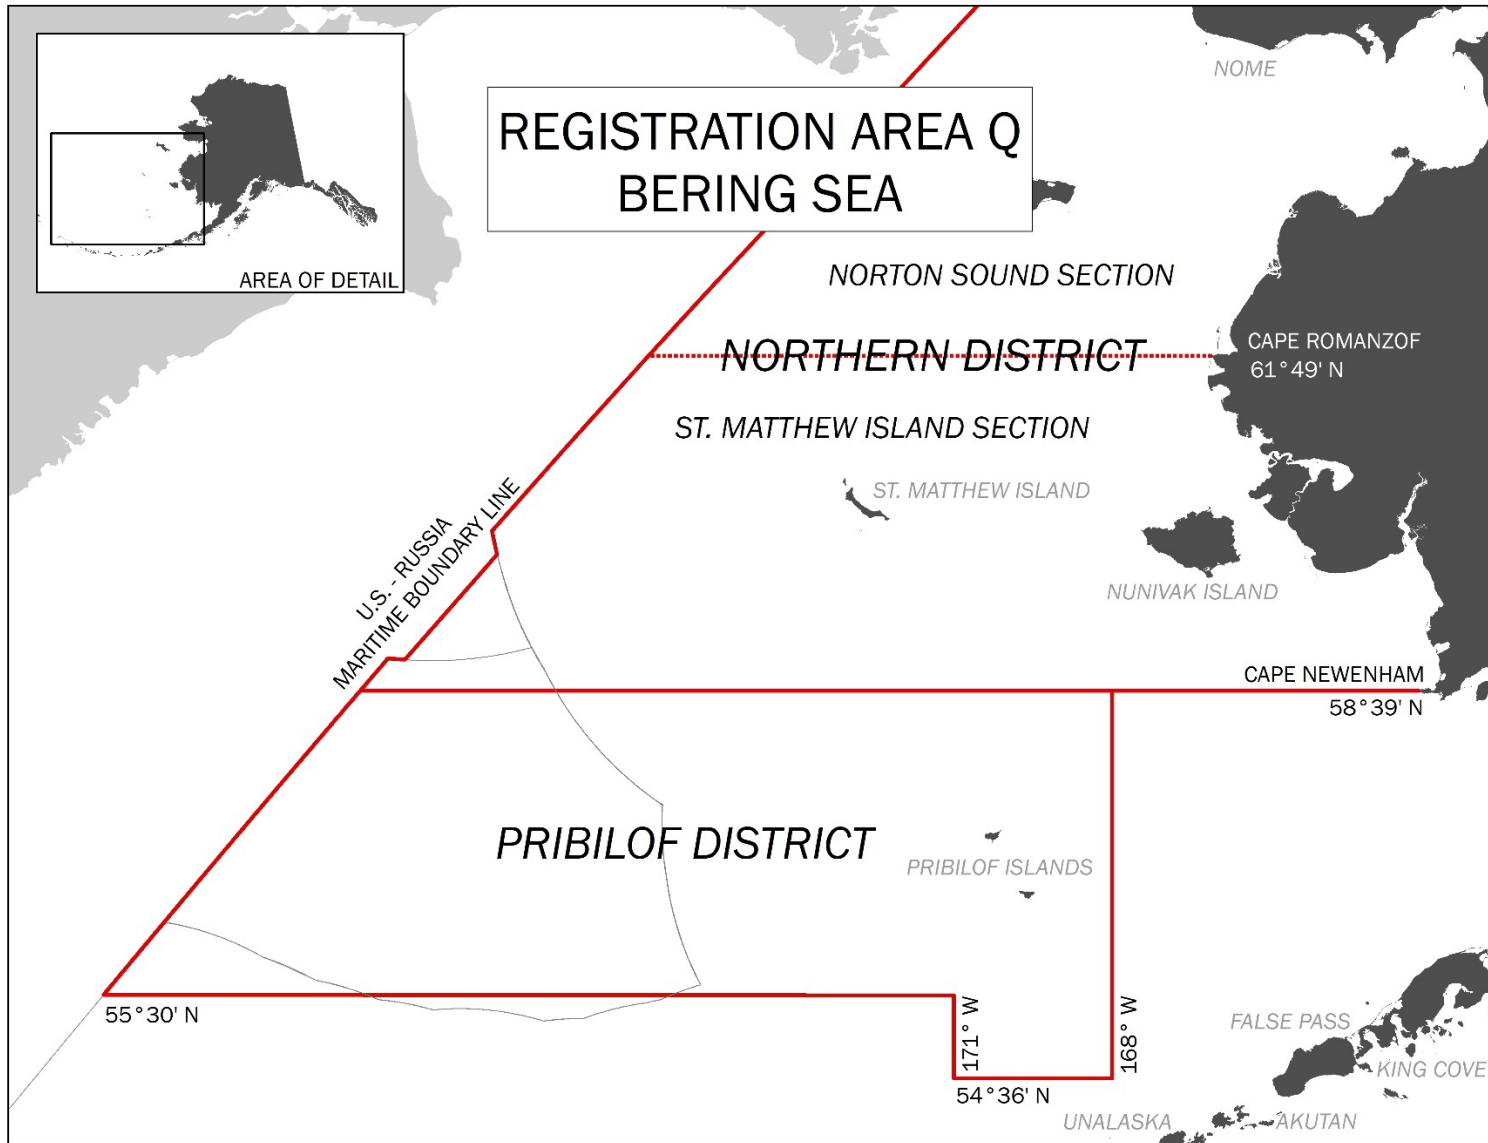 NOME
REGISTRATION AREA Q
BERING SEA
AREA OF DETAIL
NORTON SOUND SECTION
NORTHERN DISTRICT
CAPE ROMANZOF
61°49' N
ST. MATTHEW ISLAND SECTION
ST. MATTHEW ISLAND
U.S. - RUSSIA
MARITIME BOUNDARY LINE
NUNIVAK ISLAND
CAPE NEWENHAM
58°39' N
PRIBILOF DISTRICT
PRIBILOF ISLANDS
55°30' N
171° W
168° W
54°36' N
FALSE PASS
KING COVE
UNALASKA
AKUTAN